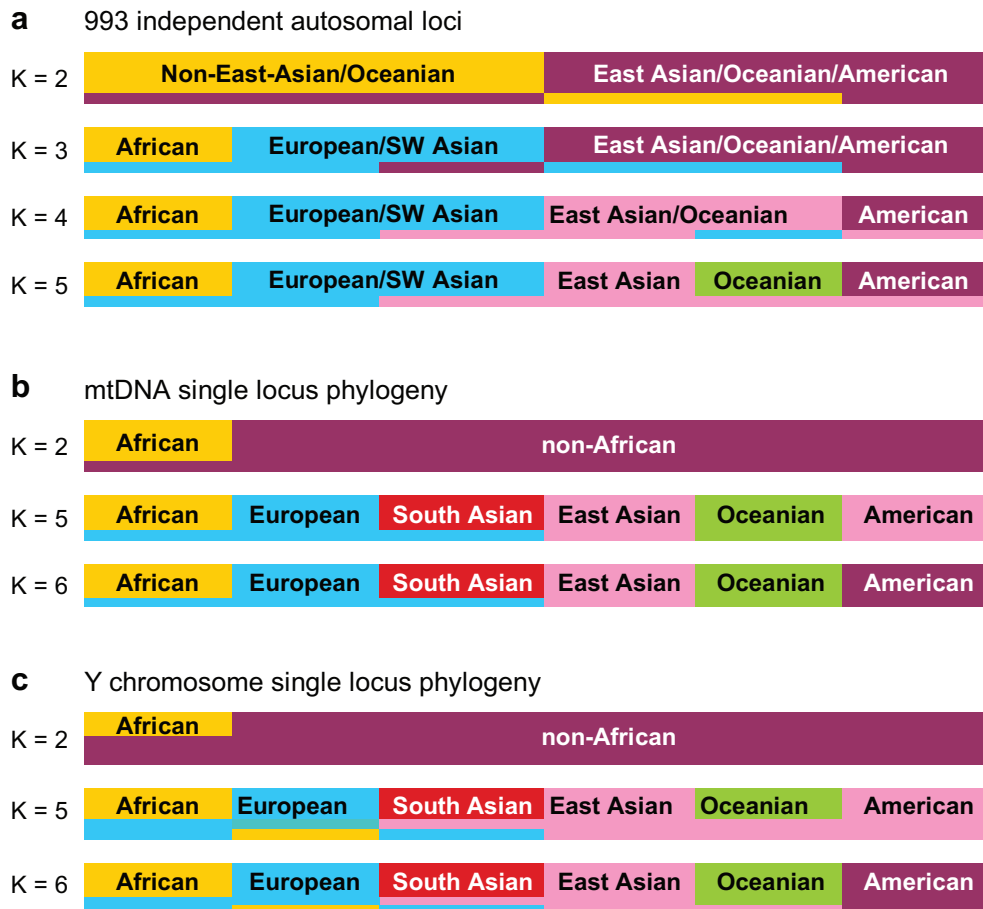 a 993 independent autosomal loci
K = 2 Non-East-Asian/Oceanian East Asian/Oceanian/American
K = 3 African European/SW Asian East Asian/Oceanian/American
K = 4 African European/SW Asian East Asian/Oceanian American
K = 5 African European/SW Asian East Asian Oceanian American
b mtDNA single locus phylogeny
K = 2 African non-African
K = 5 African European South Asian East Asian Oceanian American
K = 6 African European South Asian East Asian Oceanian American
c Y chromosome single locus phylogeny
K = 2 African non-African
K = 5 African European South Asian East Asian Oceanian American
K = 6 African European South Asian East Asian Oceanian American